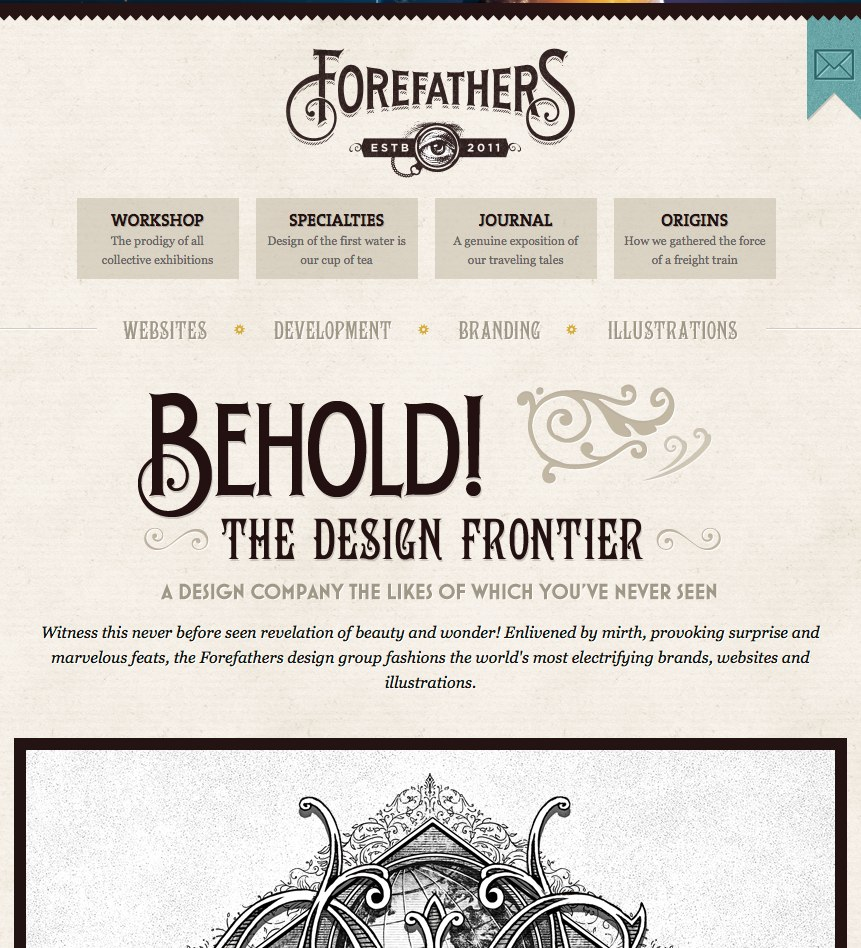 FOREFATHERS
ESTB 2011
WORKSHOP
The prodigy of all
collective exhibitions
SPECIALTIES
Design of the first water is
our cup of tea
JOURNAL
A genuine exposition of
our traveling tales
ORIGINS
How we gathered the force
of a freight train
WEBSITES DEVELOPMENT BRANDING ILLUSTRATIONS
BEHOLD!
THE DESIGN FRONTIER
A DESIGN COMPANY THE LIKES OF WHICH YOU'VE NEVER SEEN
Witness this never before seen revelation of beauty and wonder! Enlivened by mirth, provoking surprise and
marvelous feats, the Forefathers design group fashions the world's most electrifying brands, websites and
illustrations.